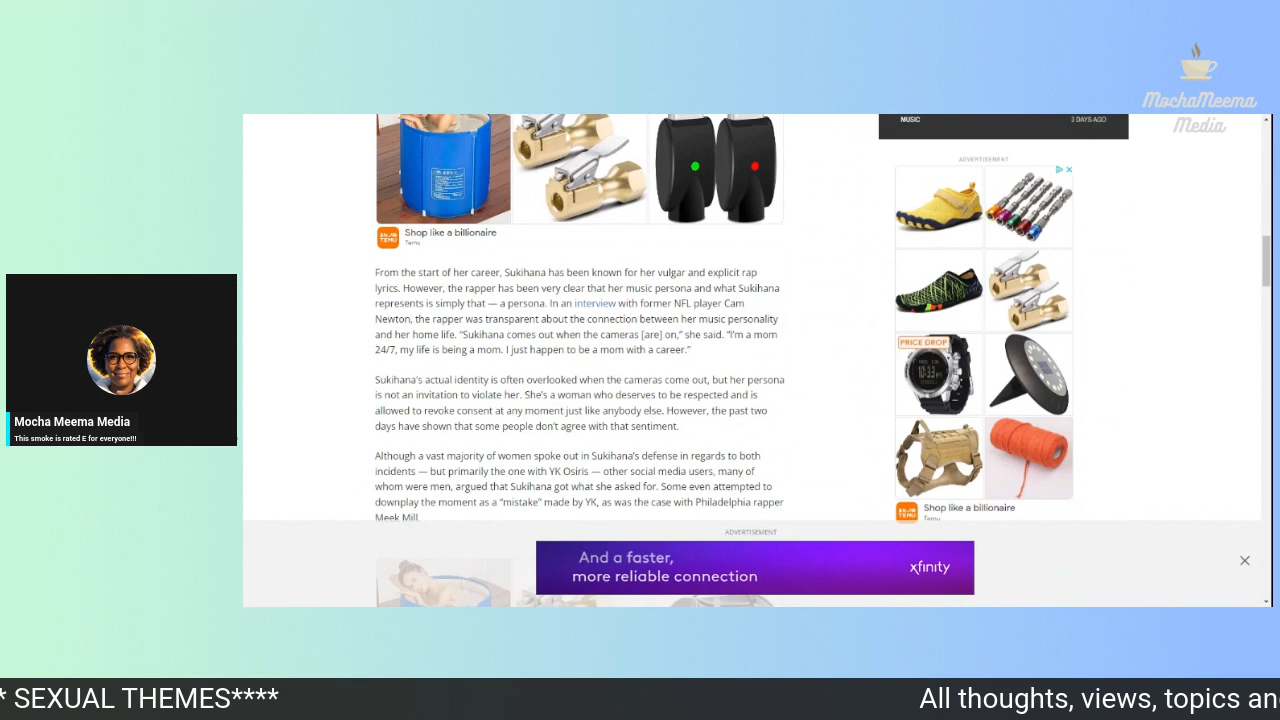 MochaMeema
Media
MUSIC
2 DAYS AGO
ADVERTISEMENT
Shop like a billionaire
Temu
From the start of her career, Sukihana has been known for her vulgar and explicit rap
lyrics. However, the rapper has been very clear that her music persona and what Sukihana
represents is simply that — a persona. In an interview with former NFL player Cam
Newton, the rapper was transparent about the connection between her music personality
and her home life. “Sukihana comes out when the cameras [are] on,” she said. “I’m a mom
24/7, my life is being a mom. I just happen to be a mom with a career.”
Sukihana’s actual identity is often overlooked when the cameras come out, but her persona
is not an invitation to violate her. She’s a woman who deserves to be respected and is
allowed to revoke consent at any moment just like anybody else. However, the past two
days have shown that some people don’t agree with that sentiment.
Although a vast majority of women spoke out in Sukihana’s defense in regards to both
incidents — but primarily the one with YK Osiris — other social media users, many of
whom were men, argued that Sukihana got what she asked for. Some even attempted to
downplay the moment as a “mistake” made by YK, as was the case with Philadelphia rapper
Meek Mill.
PRICE DROP
Shop like a billionaire
Temu
ADVERTISEMENT
And a faster,
more reliable connection
xfinity
Mocha Meema Media
This smoke is rated E for everyone!!!
* SEXUAL THEMES****
All thoughts, views, topics an